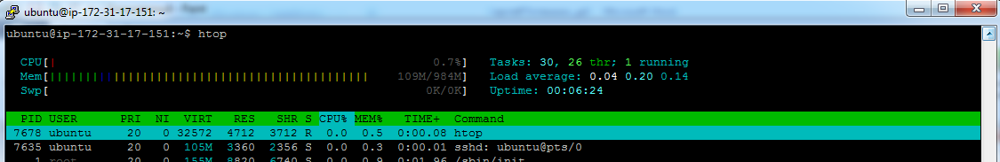 ubuntu@ip-172-31-17-151: ~
ubuntu@ip-172-31-17-151:~$ htop
CPU[| 0.7%] Tasks: 30, 26 thr; 1 running
Mem[||||||||||||||||||||||||||||||||||||||||||||| 109M/984M] Load average: 0.04 0.20 0.14
Swp[ 0K/0K] Uptime: 00:06:24
PID USER PRI NI VIRT RES SHR S CPU% MEM% TIME+ Command
7678 ubuntu 20 0 32572 4712 3712 R 0.0 0.5 0:00.08 htop
7635 ubuntu 20 0 105M 3360 2356 S 0.0 0.3 0:00.01 sshd: ubuntu@pts/0
1 root 20 0 155M 8820 6740 S 0.0 0.9 0:01.96 /sbin/init